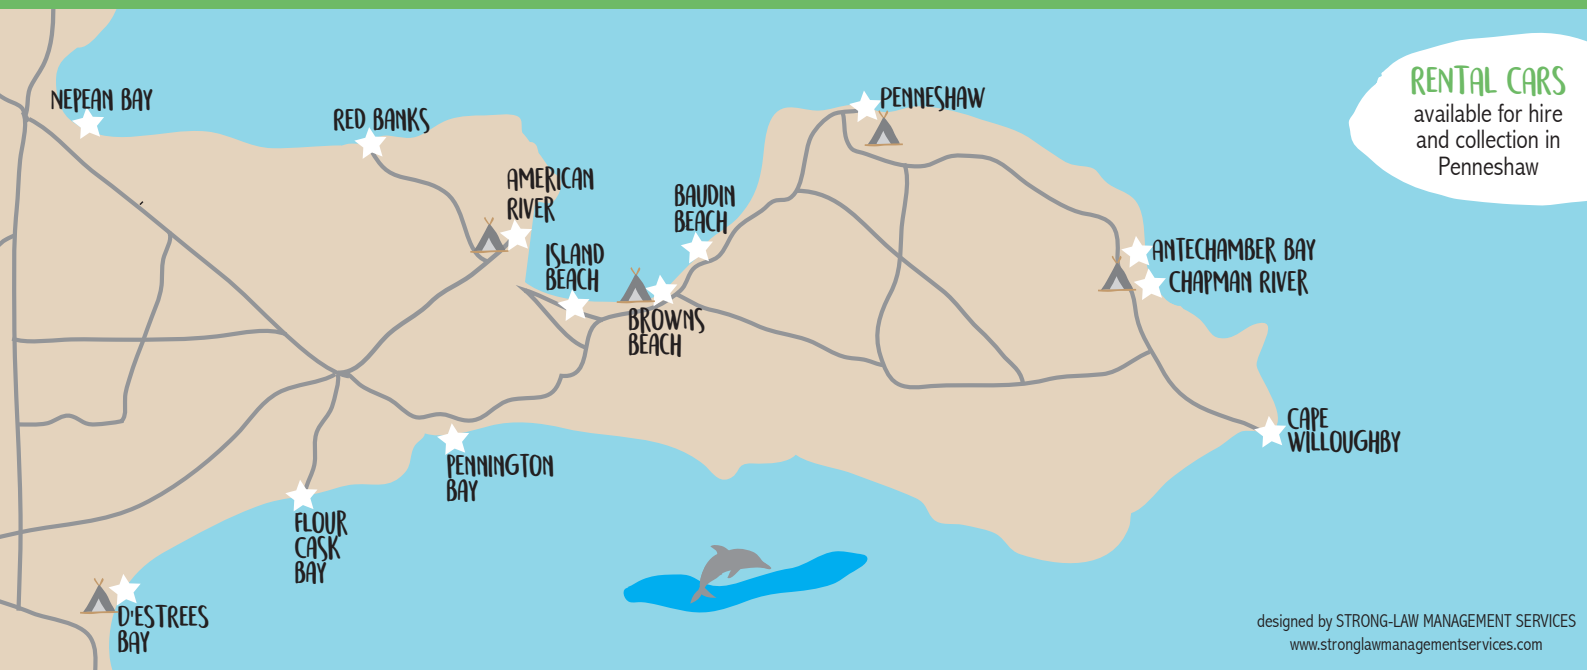 NEPEAN BAY
RED BANKS
AMERICAN
RIVER
ISLAND
BEACH
BAUDIN
BEACH
BROWNS
BEACH
PENNESHAW
RENTAL CARS
available for hire
and collection in
Penneshaw
ANTECHAMBER BAY
CHAPMAN RIVER
CAPE
WILLOUGHBY
PENNINGTON
BAY
FLOUR
CASK
BAY
D'ESTREES
BAY
designed by STRONG-LAW MANAGEMENT SERVICES
www.stronglawmanagementservices.com